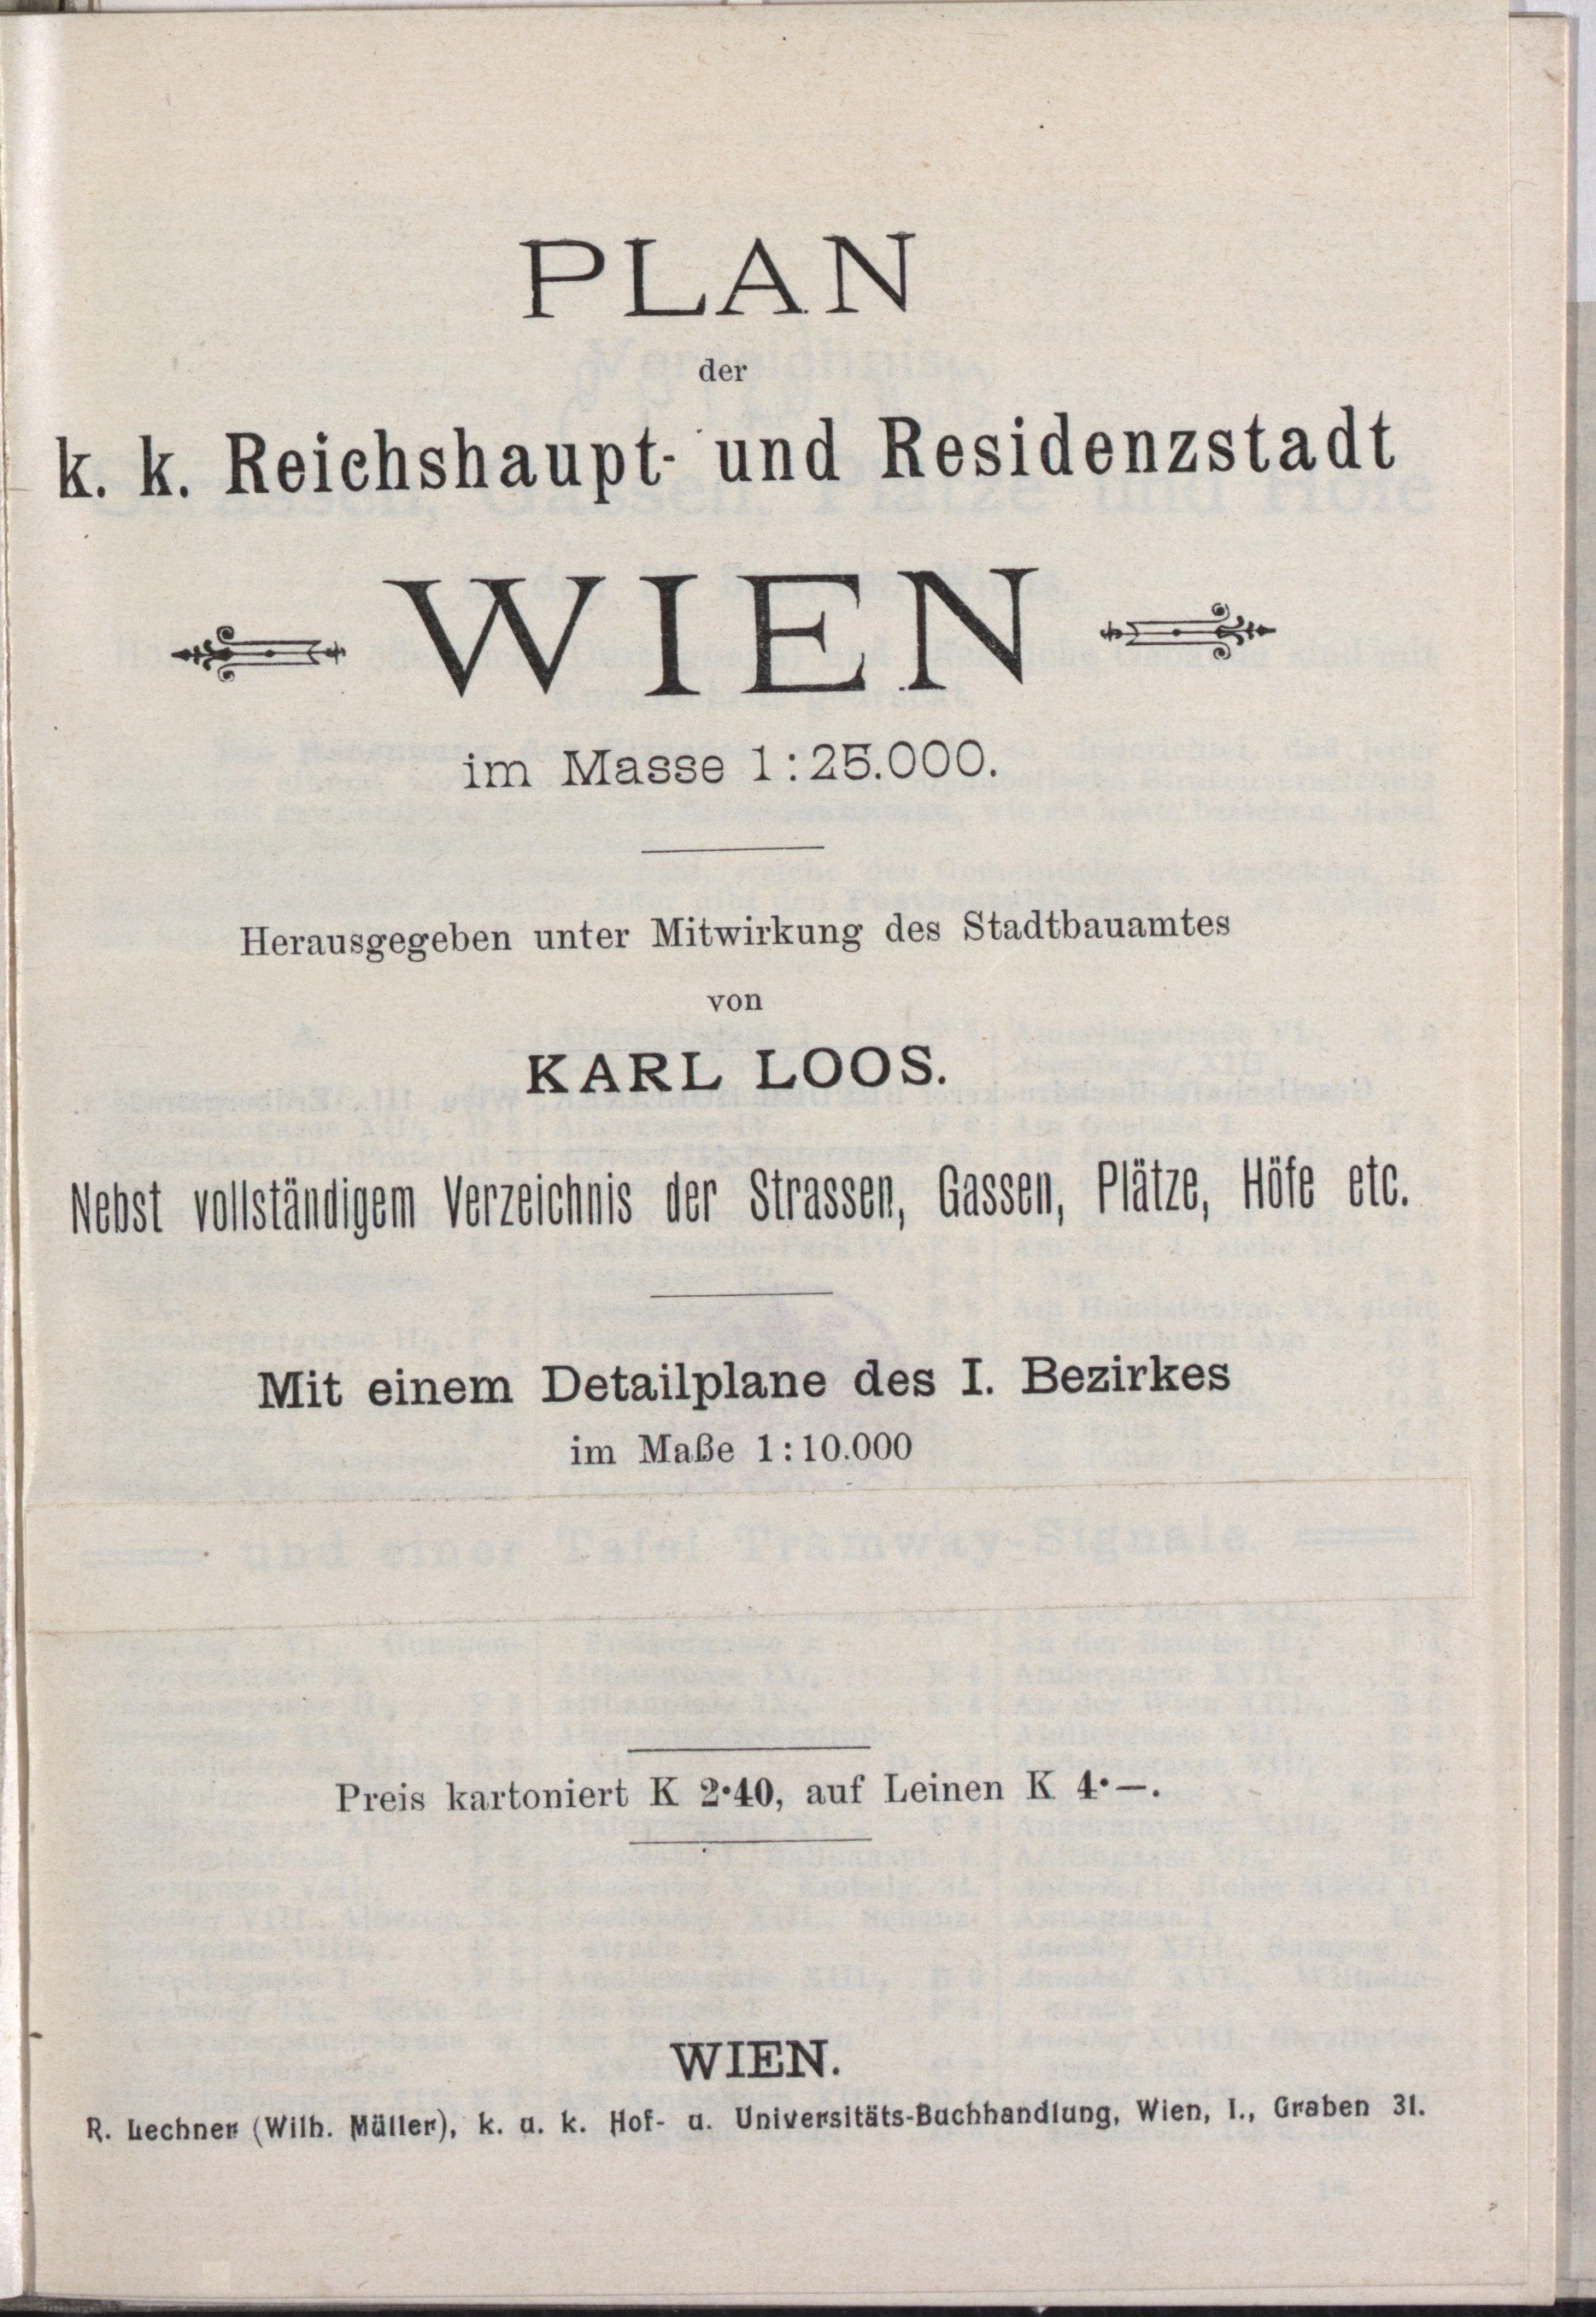 PLAN
der
k. k. Reichshaupt- und Residenzstadt
WIEN
im Masse 1:25.000.
Herausgegeben unter Mitwirkung des Stadtbauamtes
von
KARL LOOS.
Nebst vollständigem Verzeichnis der Strassen, Gassen, Plätze, Höfe etc.
Mit einem Detailplane des I. Bezirkes
im Maße 1:10.000
und einer Tafel Tramway-Signale.
Preis kartoniert K 2·40, auf Leinen K 4·—.
WIEN.
R. Lechner (Wilh. Müller), k. u. k. Hof- u. Universitäts-Buchhandlung, Wien, I., Graben 31.